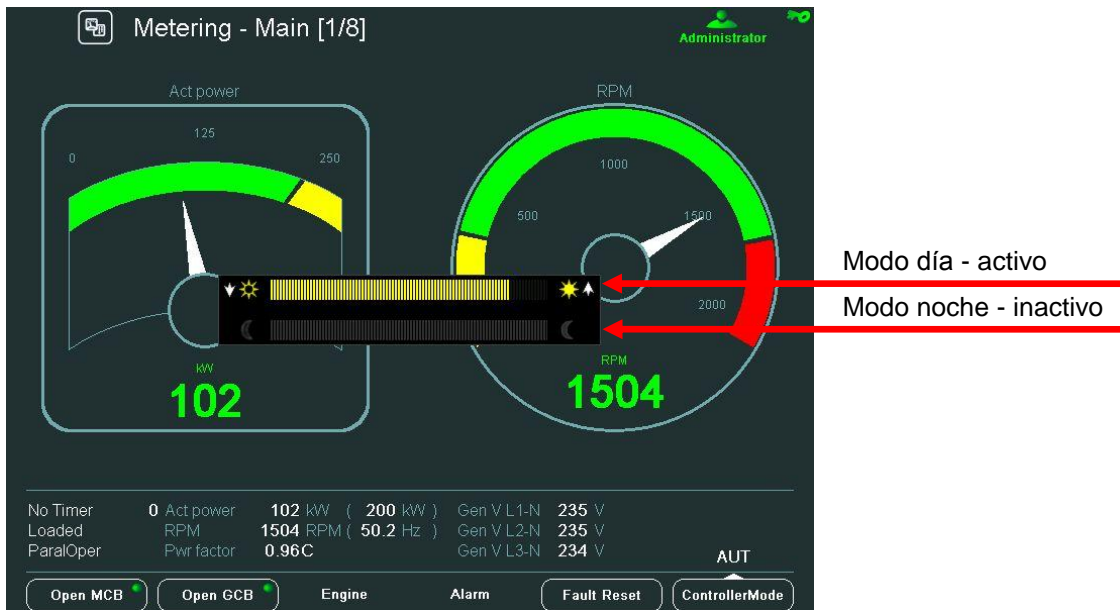 Metering - Main [1/8]
Administrator
Act power
RPM
0
125
250
500
1000
1500
2000
Modo día - activo
Modo noche - inactivo
kW
102
RPM
1504
No Timer 0 Act power 102 kW ( 200 kW ) Gen V L1-N 235 V
Loaded RPM 1504 RPM ( 50.2 Hz ) Gen V L2-N 235 V
ParalOper Pwr factor 0.96C Gen V L3-N 234 V
AUT
Open MCB Open GCB Engine Alarm Fault Reset ControllerMode